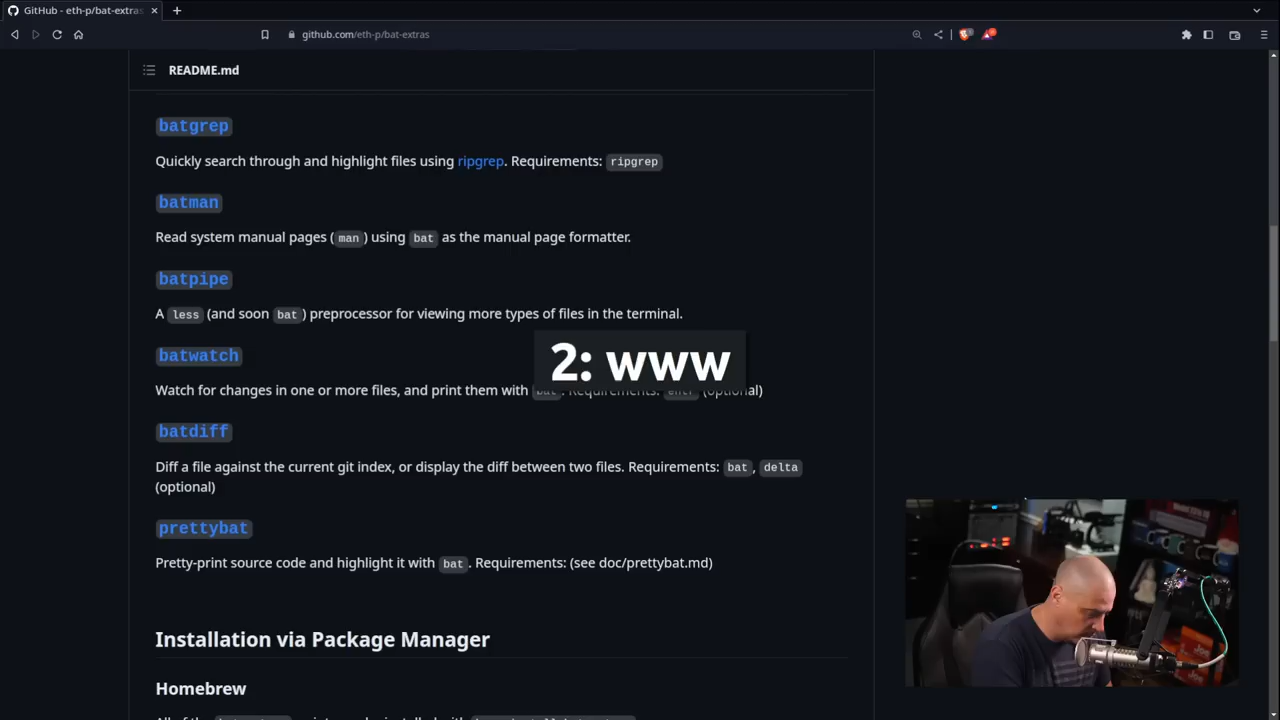 GitHub - eth-p/bat-extras
github.com/eth-p/bat-extras
README.md
batgrep
Quickly search through and highlight files using ripgrep. Requirements: ripgrep
batman
Read system manual pages (man) using bat as the manual page formatter.
batpipe
A less (and soon bat) preprocessor for viewing more types of files in the terminal.
2: www
batwatch
Watch for changes in one or more files, and print them with bat. Requirements: entr (optional)
batdiff
Diff a file against the current git index, or display the diff between two files. Requirements: bat, delta
(optional)
prettybat
Pretty-print source code and highlight it with bat. Requirements: (see doc/prettybat.md)
Installation via Package Manager
Homebrew